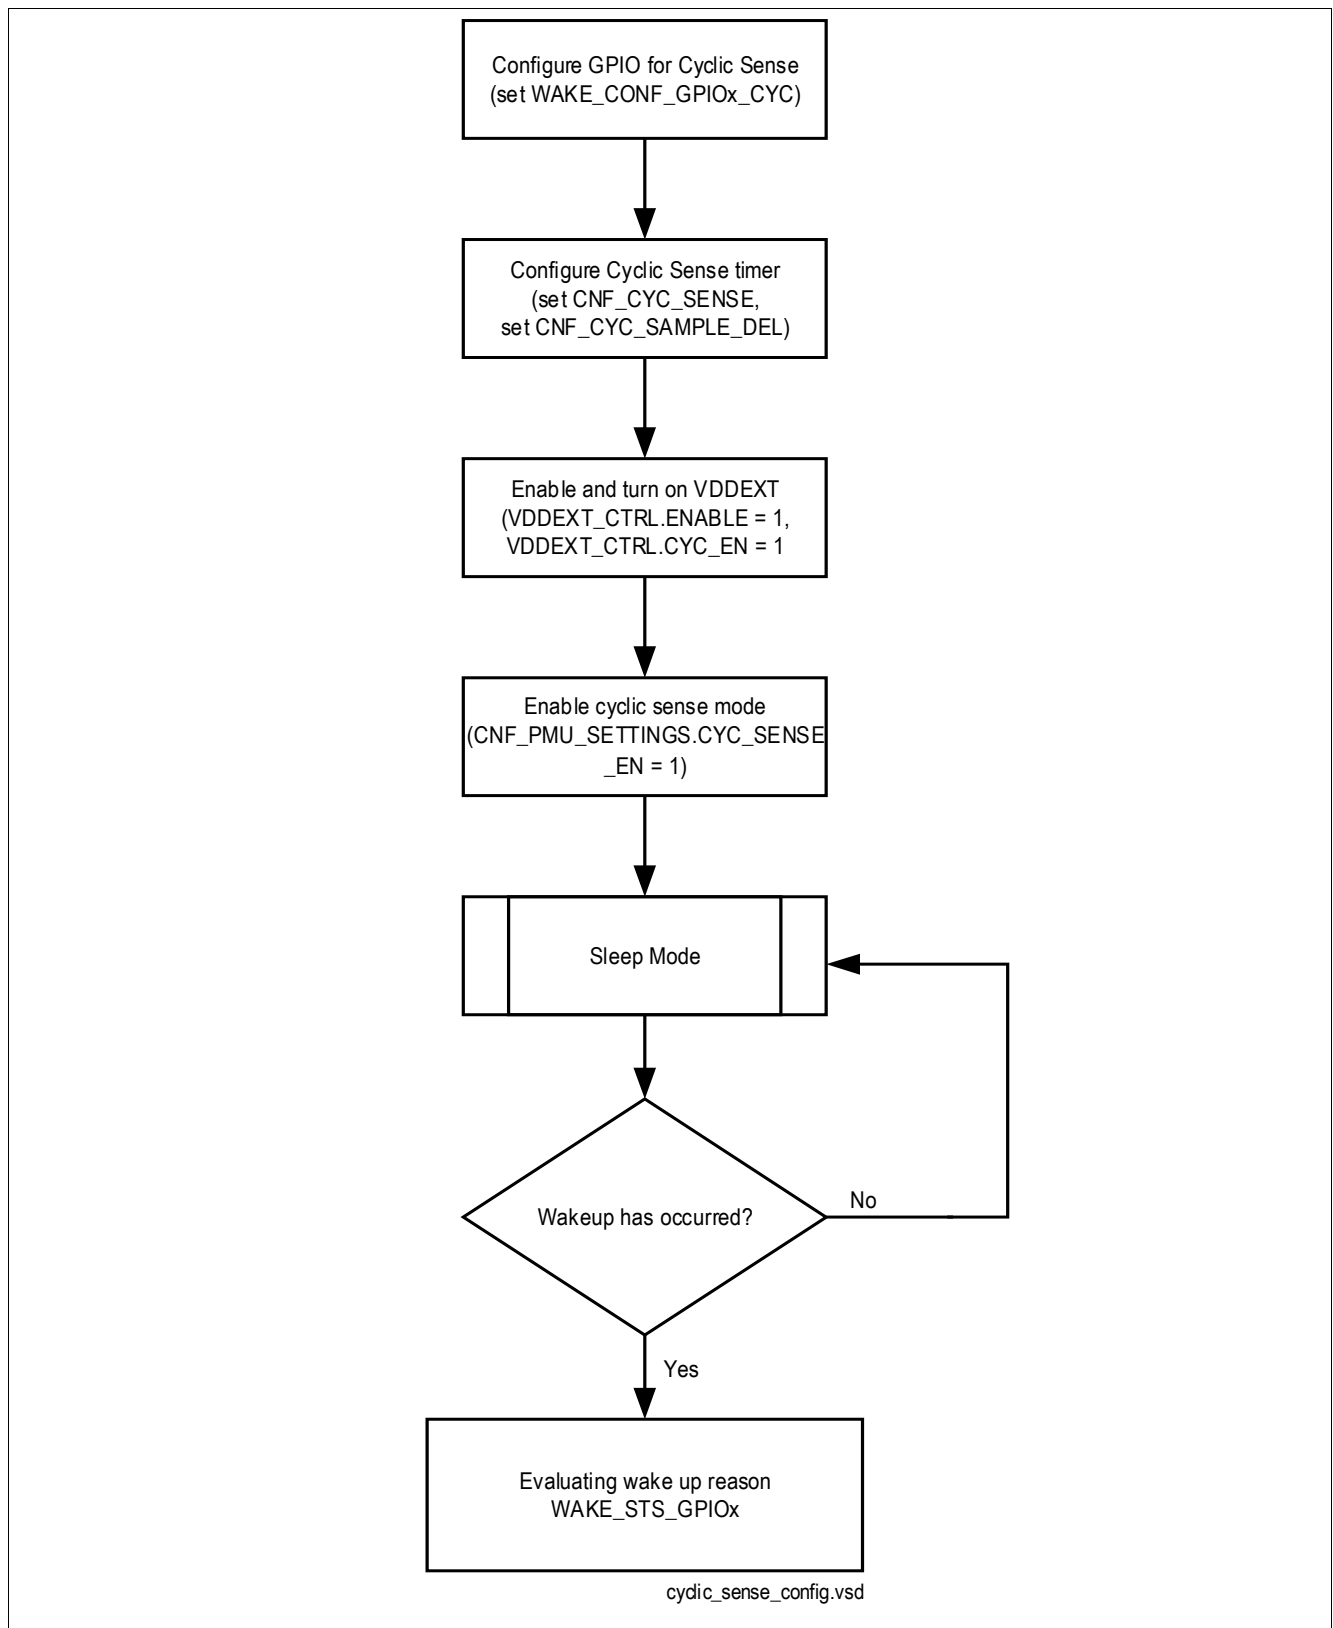 Configure GPIO for Cyclic Sense
(set WAKE_CONF_GPIOx_CYC)
Configure Cyclic Sense timer
(set CNF_CYC_SENSE,
set CNF_CYC_SAMPLE_DEL)
Enable and turn on VDDEXT
(VDDEXT_CTRL.ENABLE = 1,
VDDEXT_CTRL.CYC_EN = 1
Enable cyclic sense mode
(CNF_PMU_SETTINGS.CYC_SENSE
_EN = 1)
Sleep Mode
Wakeup has occurred?
No
Yes
Evaluating wake up reason
WAKE_STS_GPIOx
cyclic_sense_config.vsd